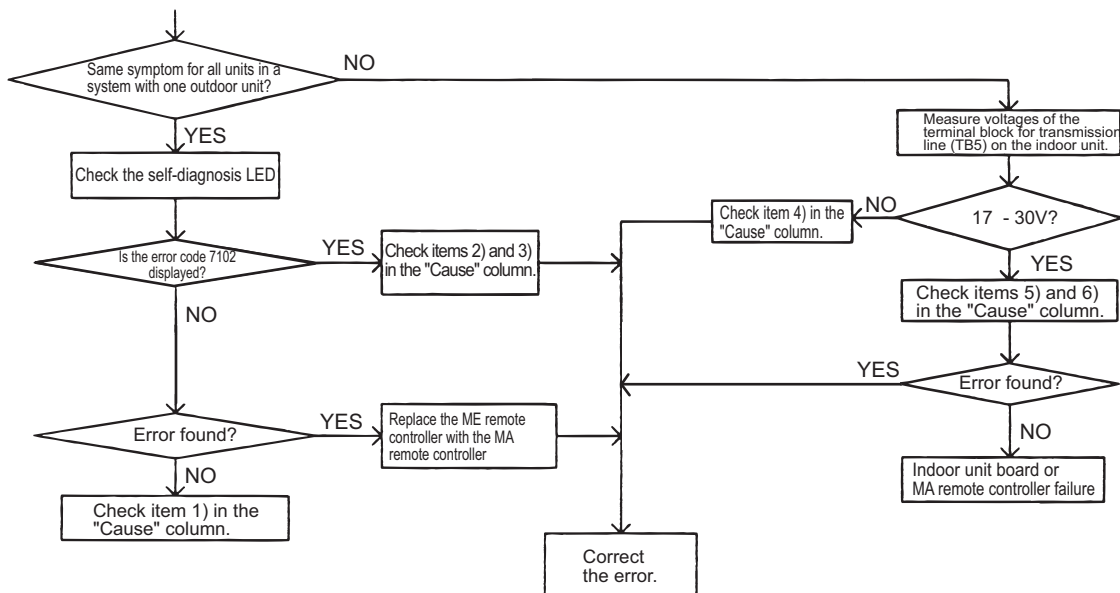 Same symptom for all units in a
system with one outdoor unit?
NO
YES
Measure voltages of the
terminal block for transmission
line (TB5) on the indoor unit.
Check the self-diagnosis LED
Check item 4) in the
"Cause" column.
NO
17 - 30V?
Is the error code 7102
displayed?
YES
Check items 2) and 3)
in the "Cause" column.
YES
Check items 5) and 6)
in the "Cause" column.
NO
YES
Error found?
Error found?
YES
Replace the ME remote
controller with the MA
remote controller
NO
NO
Indoor unit board or
MA remote controller failure
Check item 1) in the
"Cause" column.
Correct
the error.